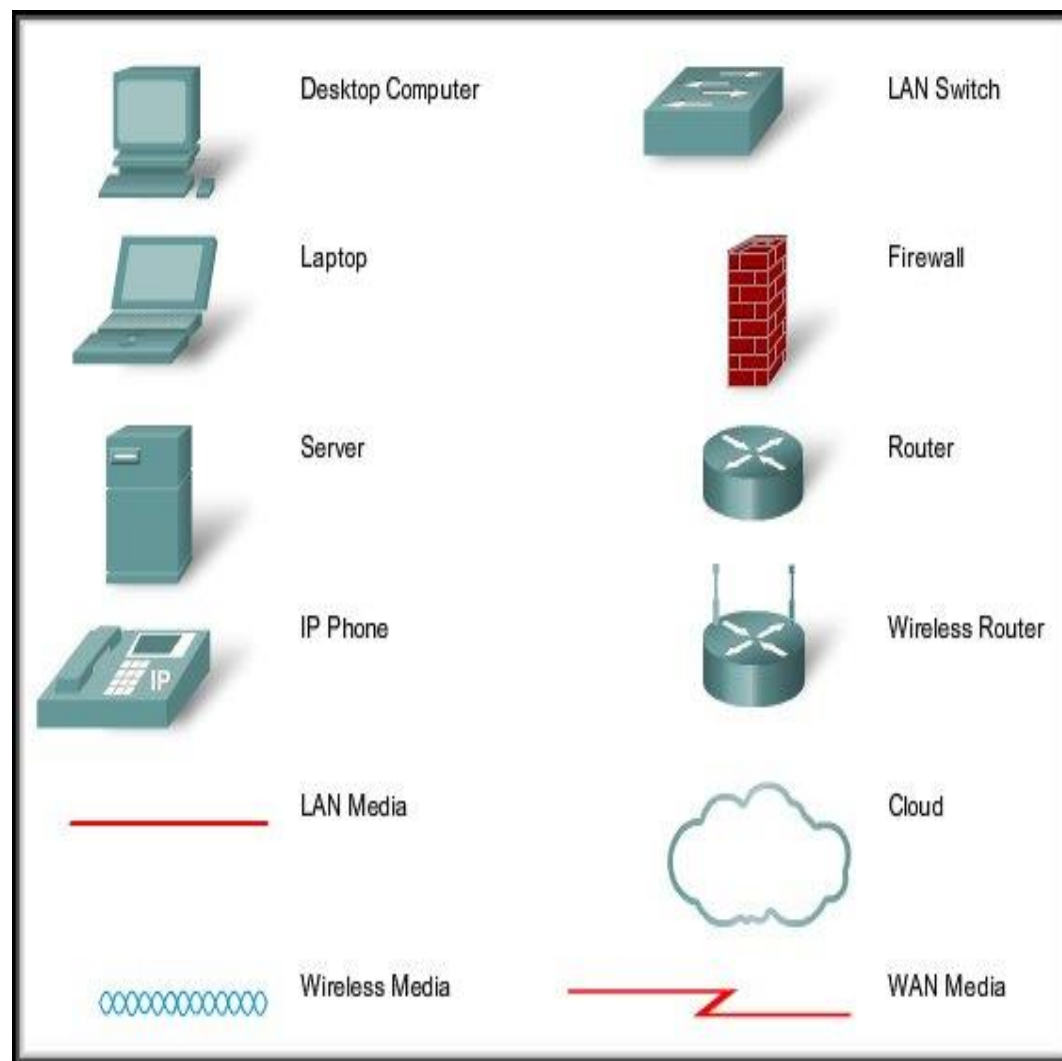 Desktop Computer
LAN Switch
Laptop
Firewall
Server
Router
IP Phone
IP
Wireless Router
LAN Media
Cloud
Wireless Media
WAN Media